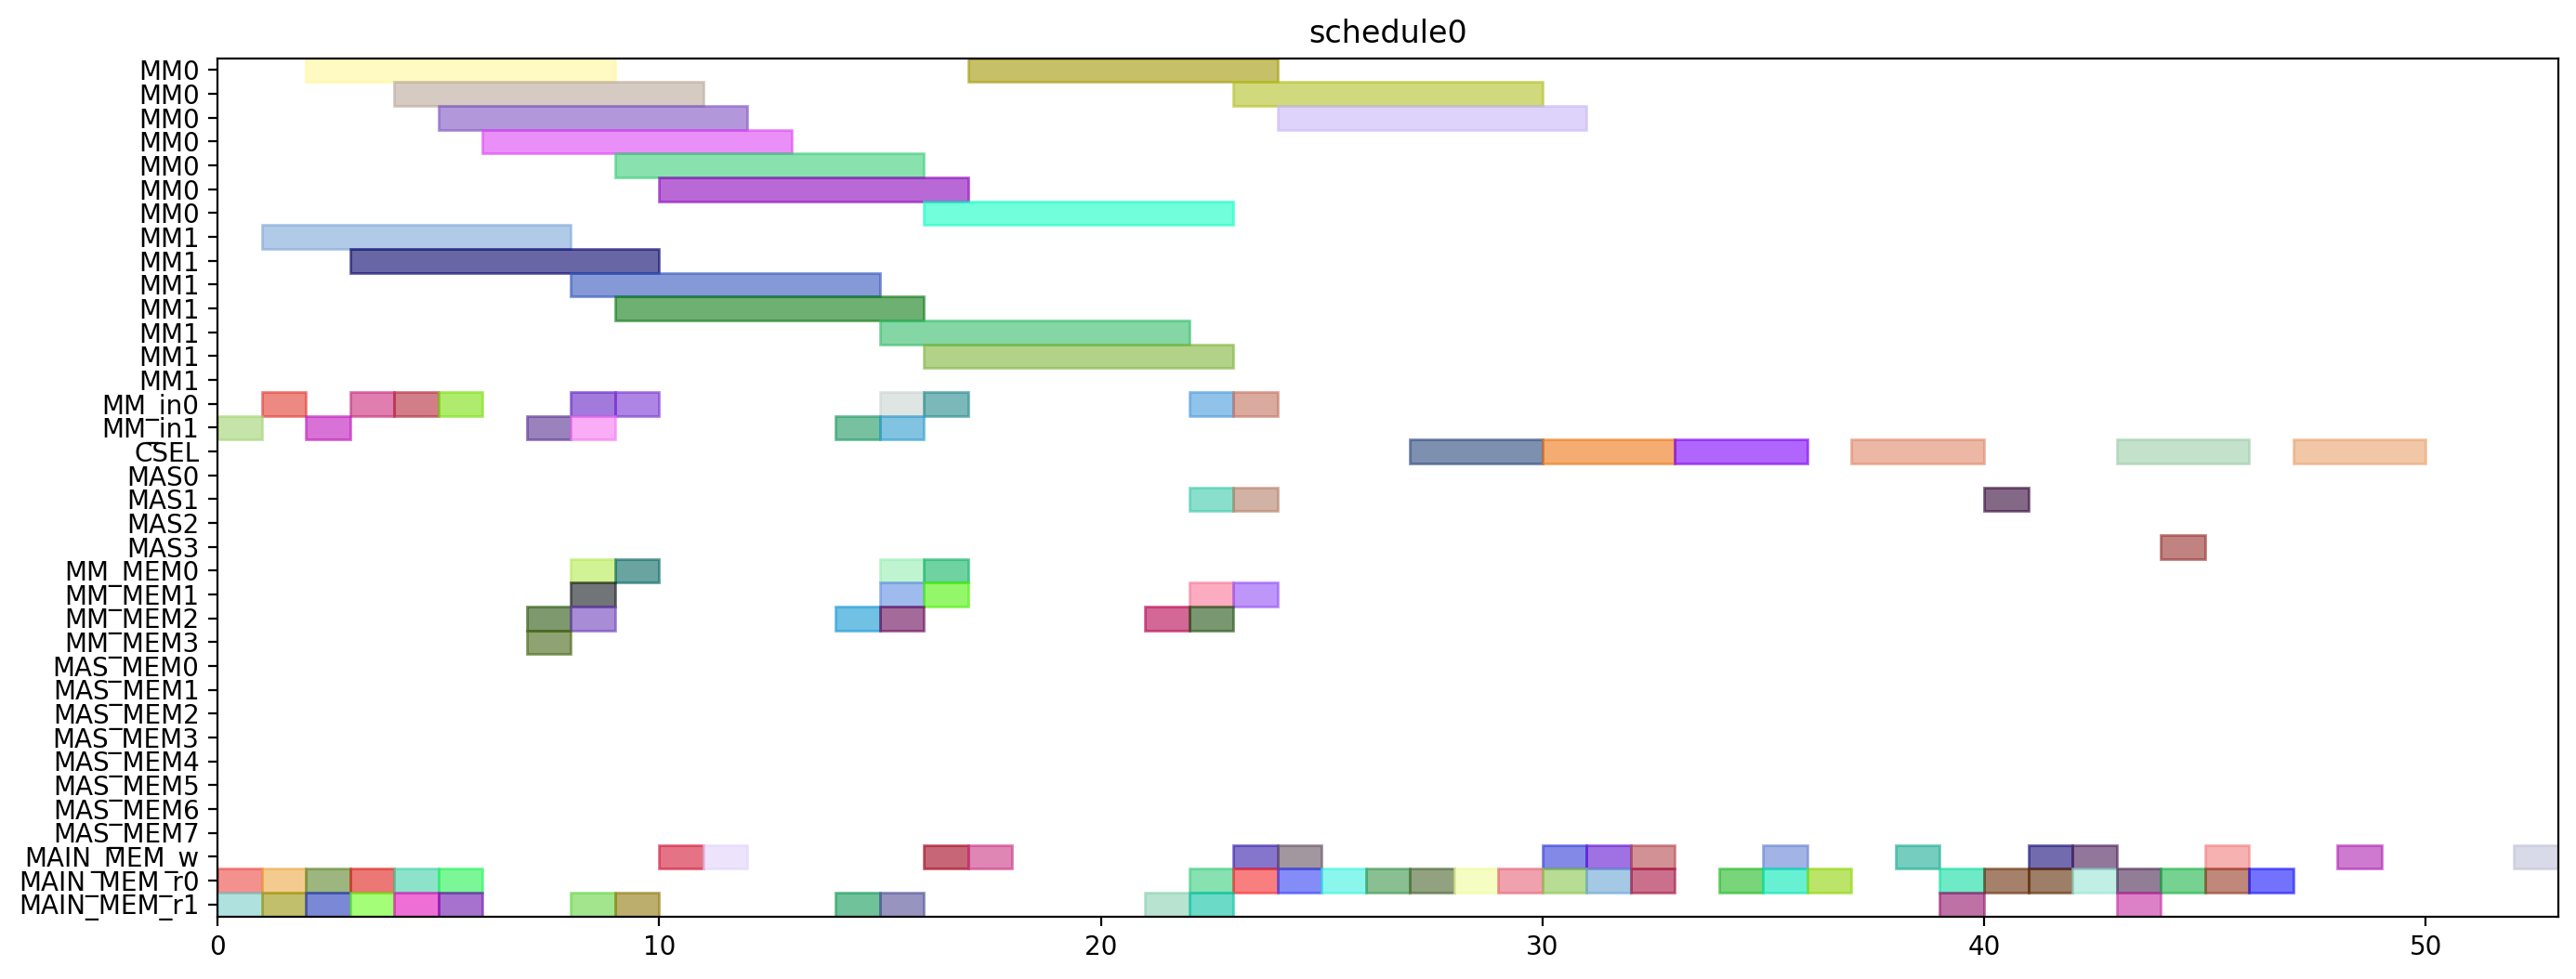 schedule0
MM0
MM0
MM0
MM0
MM0
MM0
MM0
MM1
MM1
MM1
MM1
MM1
MM1
MM1
MM_in0
MM_in1
CSEL
MAS0
MAS1
MAS2
MAS3
MM_MEM0
MM_MEM1
MM_MEM2
MM_MEM3
MAS_MEM0
MAS_MEM1
MAS_MEM2
MAS_MEM3
MAS_MEM4
MAS_MEM5
MAS_MEM6
MAS_MEM7
MAIN_MEM_w
MAIN_MEM_r0
MAIN_MEM_r1
0 10 20 30 40 50